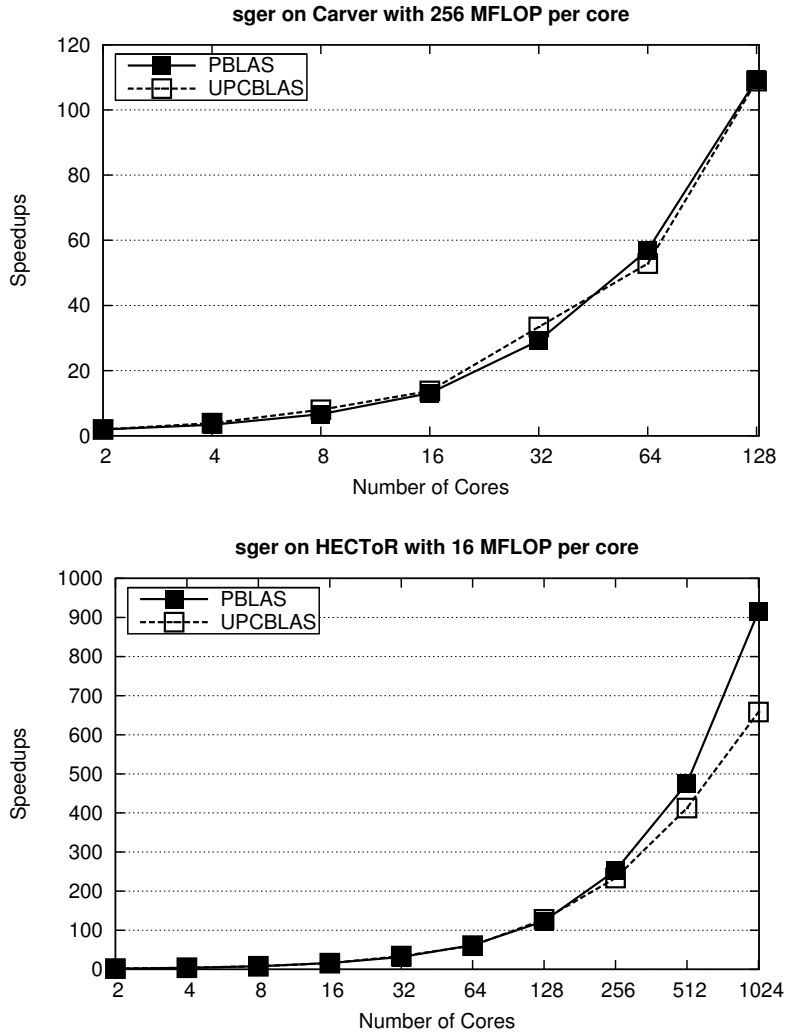 sger on Carver with 256 MFLOP per core
120
100
80
60
40
20
0
Speedups
PBLAS
UPCBLAS
2 4 8 16 32 64 128
Number of Cores
sger on HECToR with 16 MFLOP per core
1000
900
800
700
600
500
400
300
200
100
0
Speedups
PBLAS
UPCBLAS
2 4 8 16 32 64 128 256 512 1024
Number of Cores